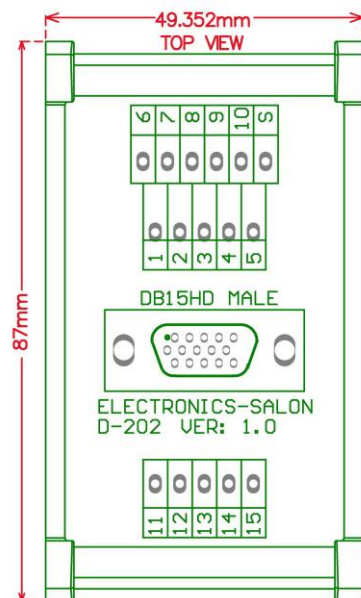 49.352mm
TOP VIEW
87mm
6 7 8 9 10 S
1 2 3 4 5
DB15HD MALE
ELECTRONICS-SALON
D-202 VER: 1.0
11 12 13 14 15